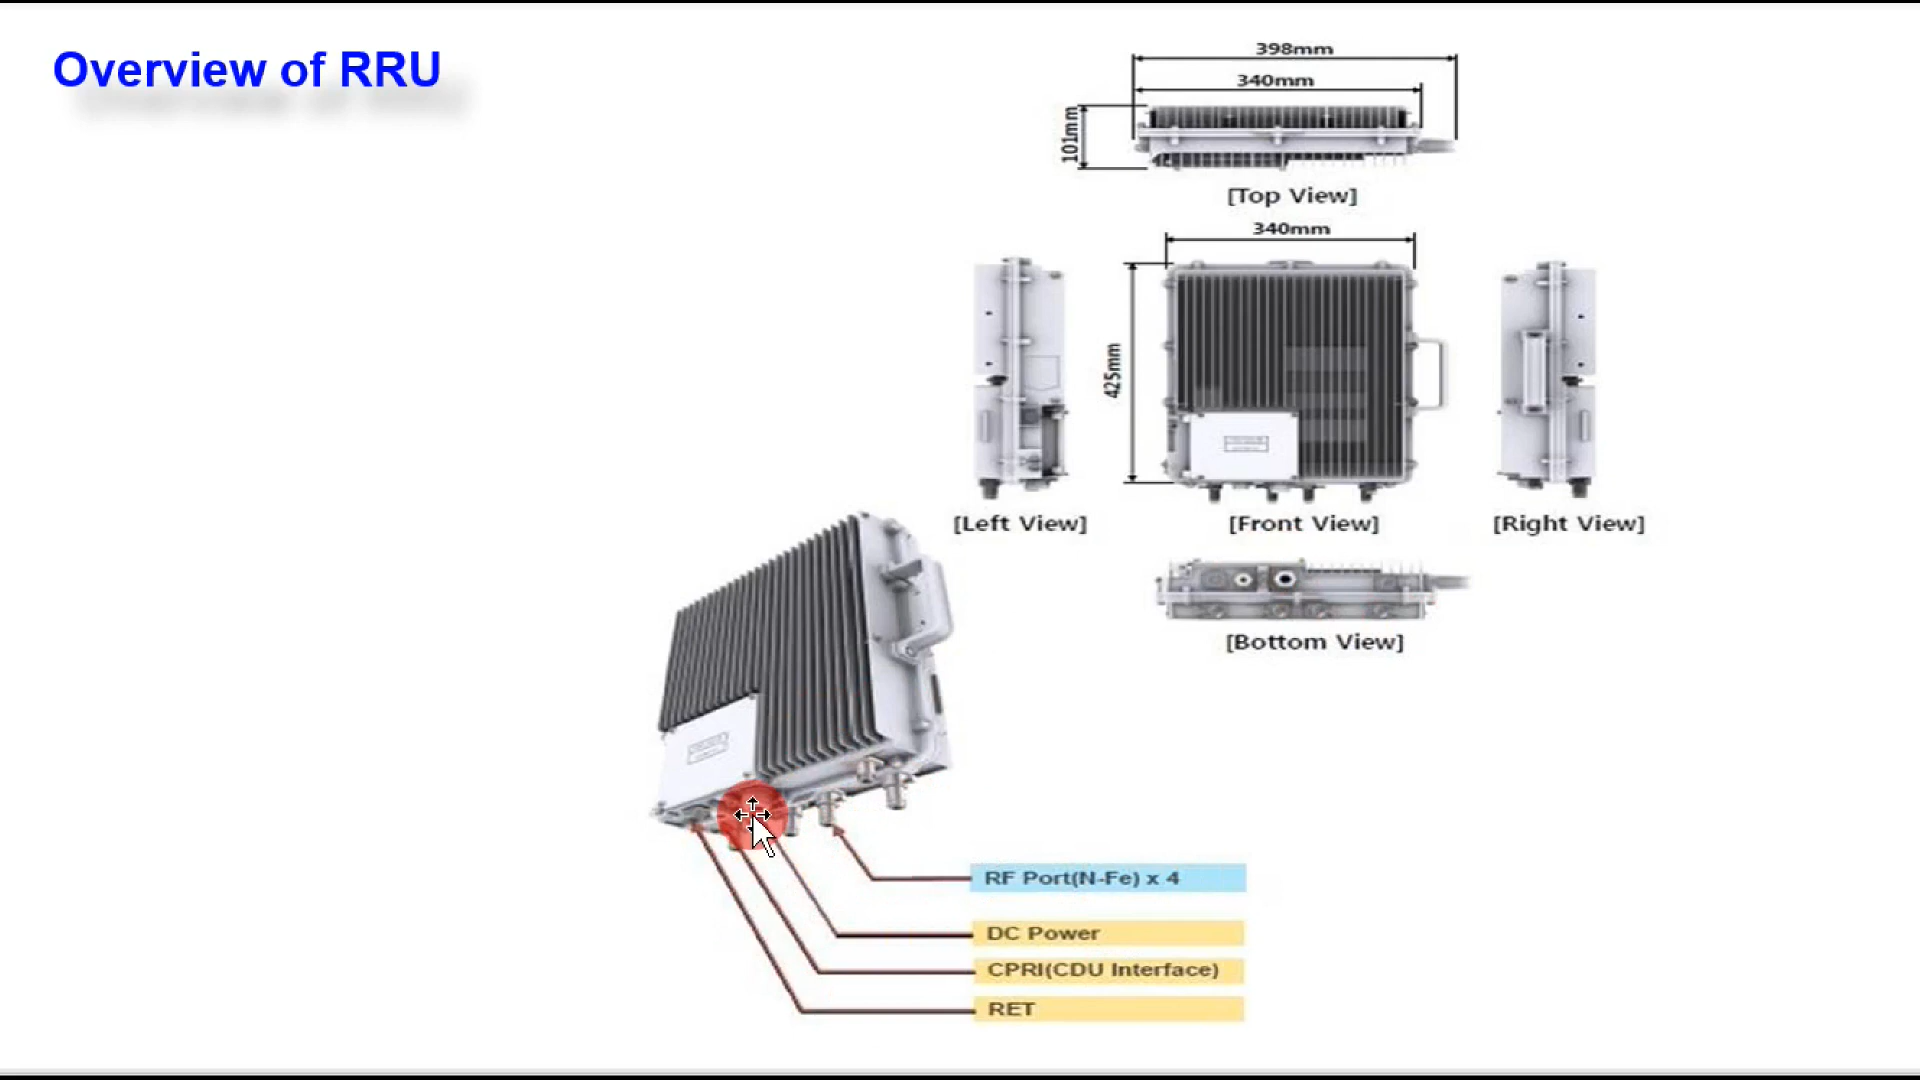 Overview of RRU
398mm
340mm
101mm
[Top View]
340mm
425mm
[Left View]
[Front View]
[Right View]
[Bottom View]
RF Port(N-Fe) x 4
DC Power
CPRI(CDU Interface)
RET